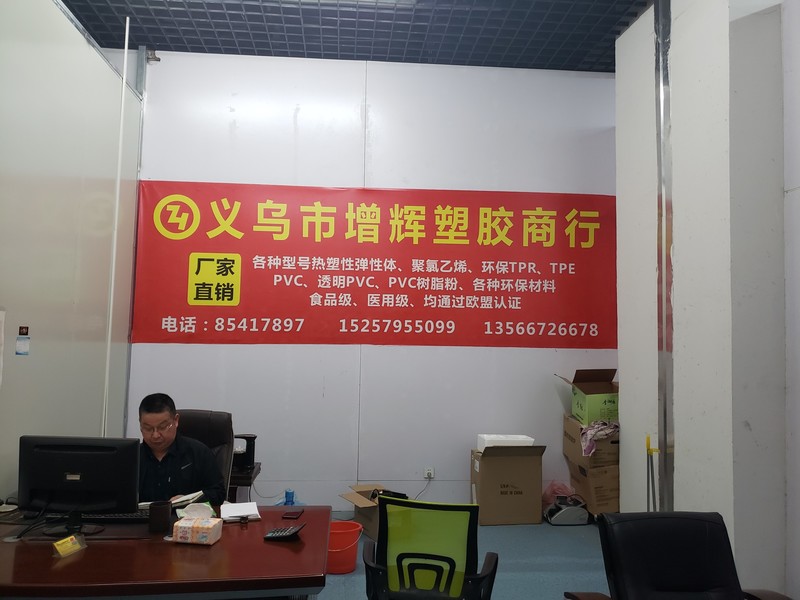 义乌市增辉塑胶商行
厂家
直销
各种型号热塑性弹性体、聚氯乙烯、环保TPR、TPE
PVC、透明PVC、PVC树脂粉、各种环保材料
食品级、医用级、均通过欧盟认证
电话：85417897 15257955099 13566726678